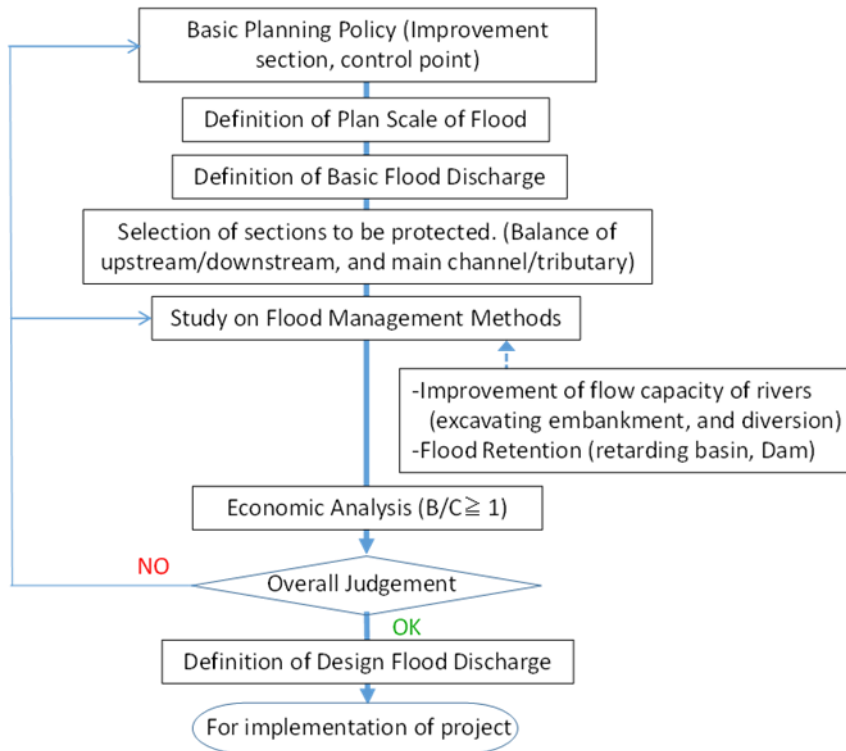 Basic Planning Policy (Improvement
section, control point)
Definition of Plan Scale of Flood
Definition of Basic Flood Discharge
Selection of sections to be protected. (Balance of
upstream/downstream, and main channel/tributary)
Study on Flood Management Methods
-Improvement of flow capacity of rivers
(excavating embankment, and diversion)
-Flood Retention (retarding basin, Dam)
Economic Analysis (B/C≧ 1)
NO
Overall Judgement
OK
Definition of Design Flood Discharge
For implementation of project